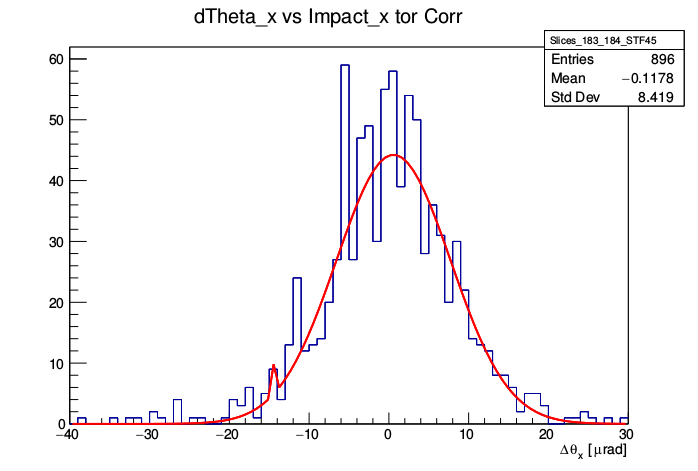 dTheta_x vs Impact_x tor Corr
Slices_183_184_STF45
Entries 896
Mean −0.1178
Std Dev 8.419
60
50
40
30
20
10
0
−40 −30 −20 −10 0 10 20 30
Δθx [μrad]